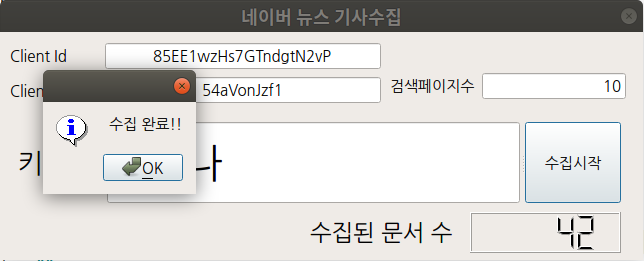 네이버 뉴스 기사수집
Client Id
85EE1wzHs7GTndgtN2vP
Clien
54aVonJzf1
검색페이지수
10
수집 완료!!
OK
키
나
수집시작
수집된 문서 수
42